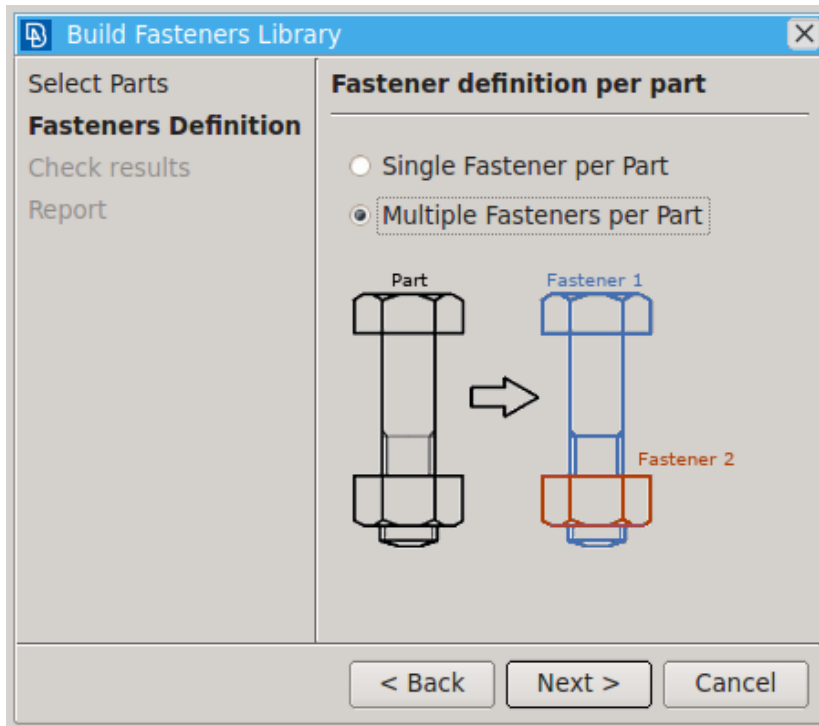 Build Fasteners Library
Select Parts
Fasteners Definition
Check results
Report
Fastener definition per part
Single Fastener per Part
Multiple Fasteners per Part
Part
Fastener 1
Fastener 2
< Back
Next >
Cancel